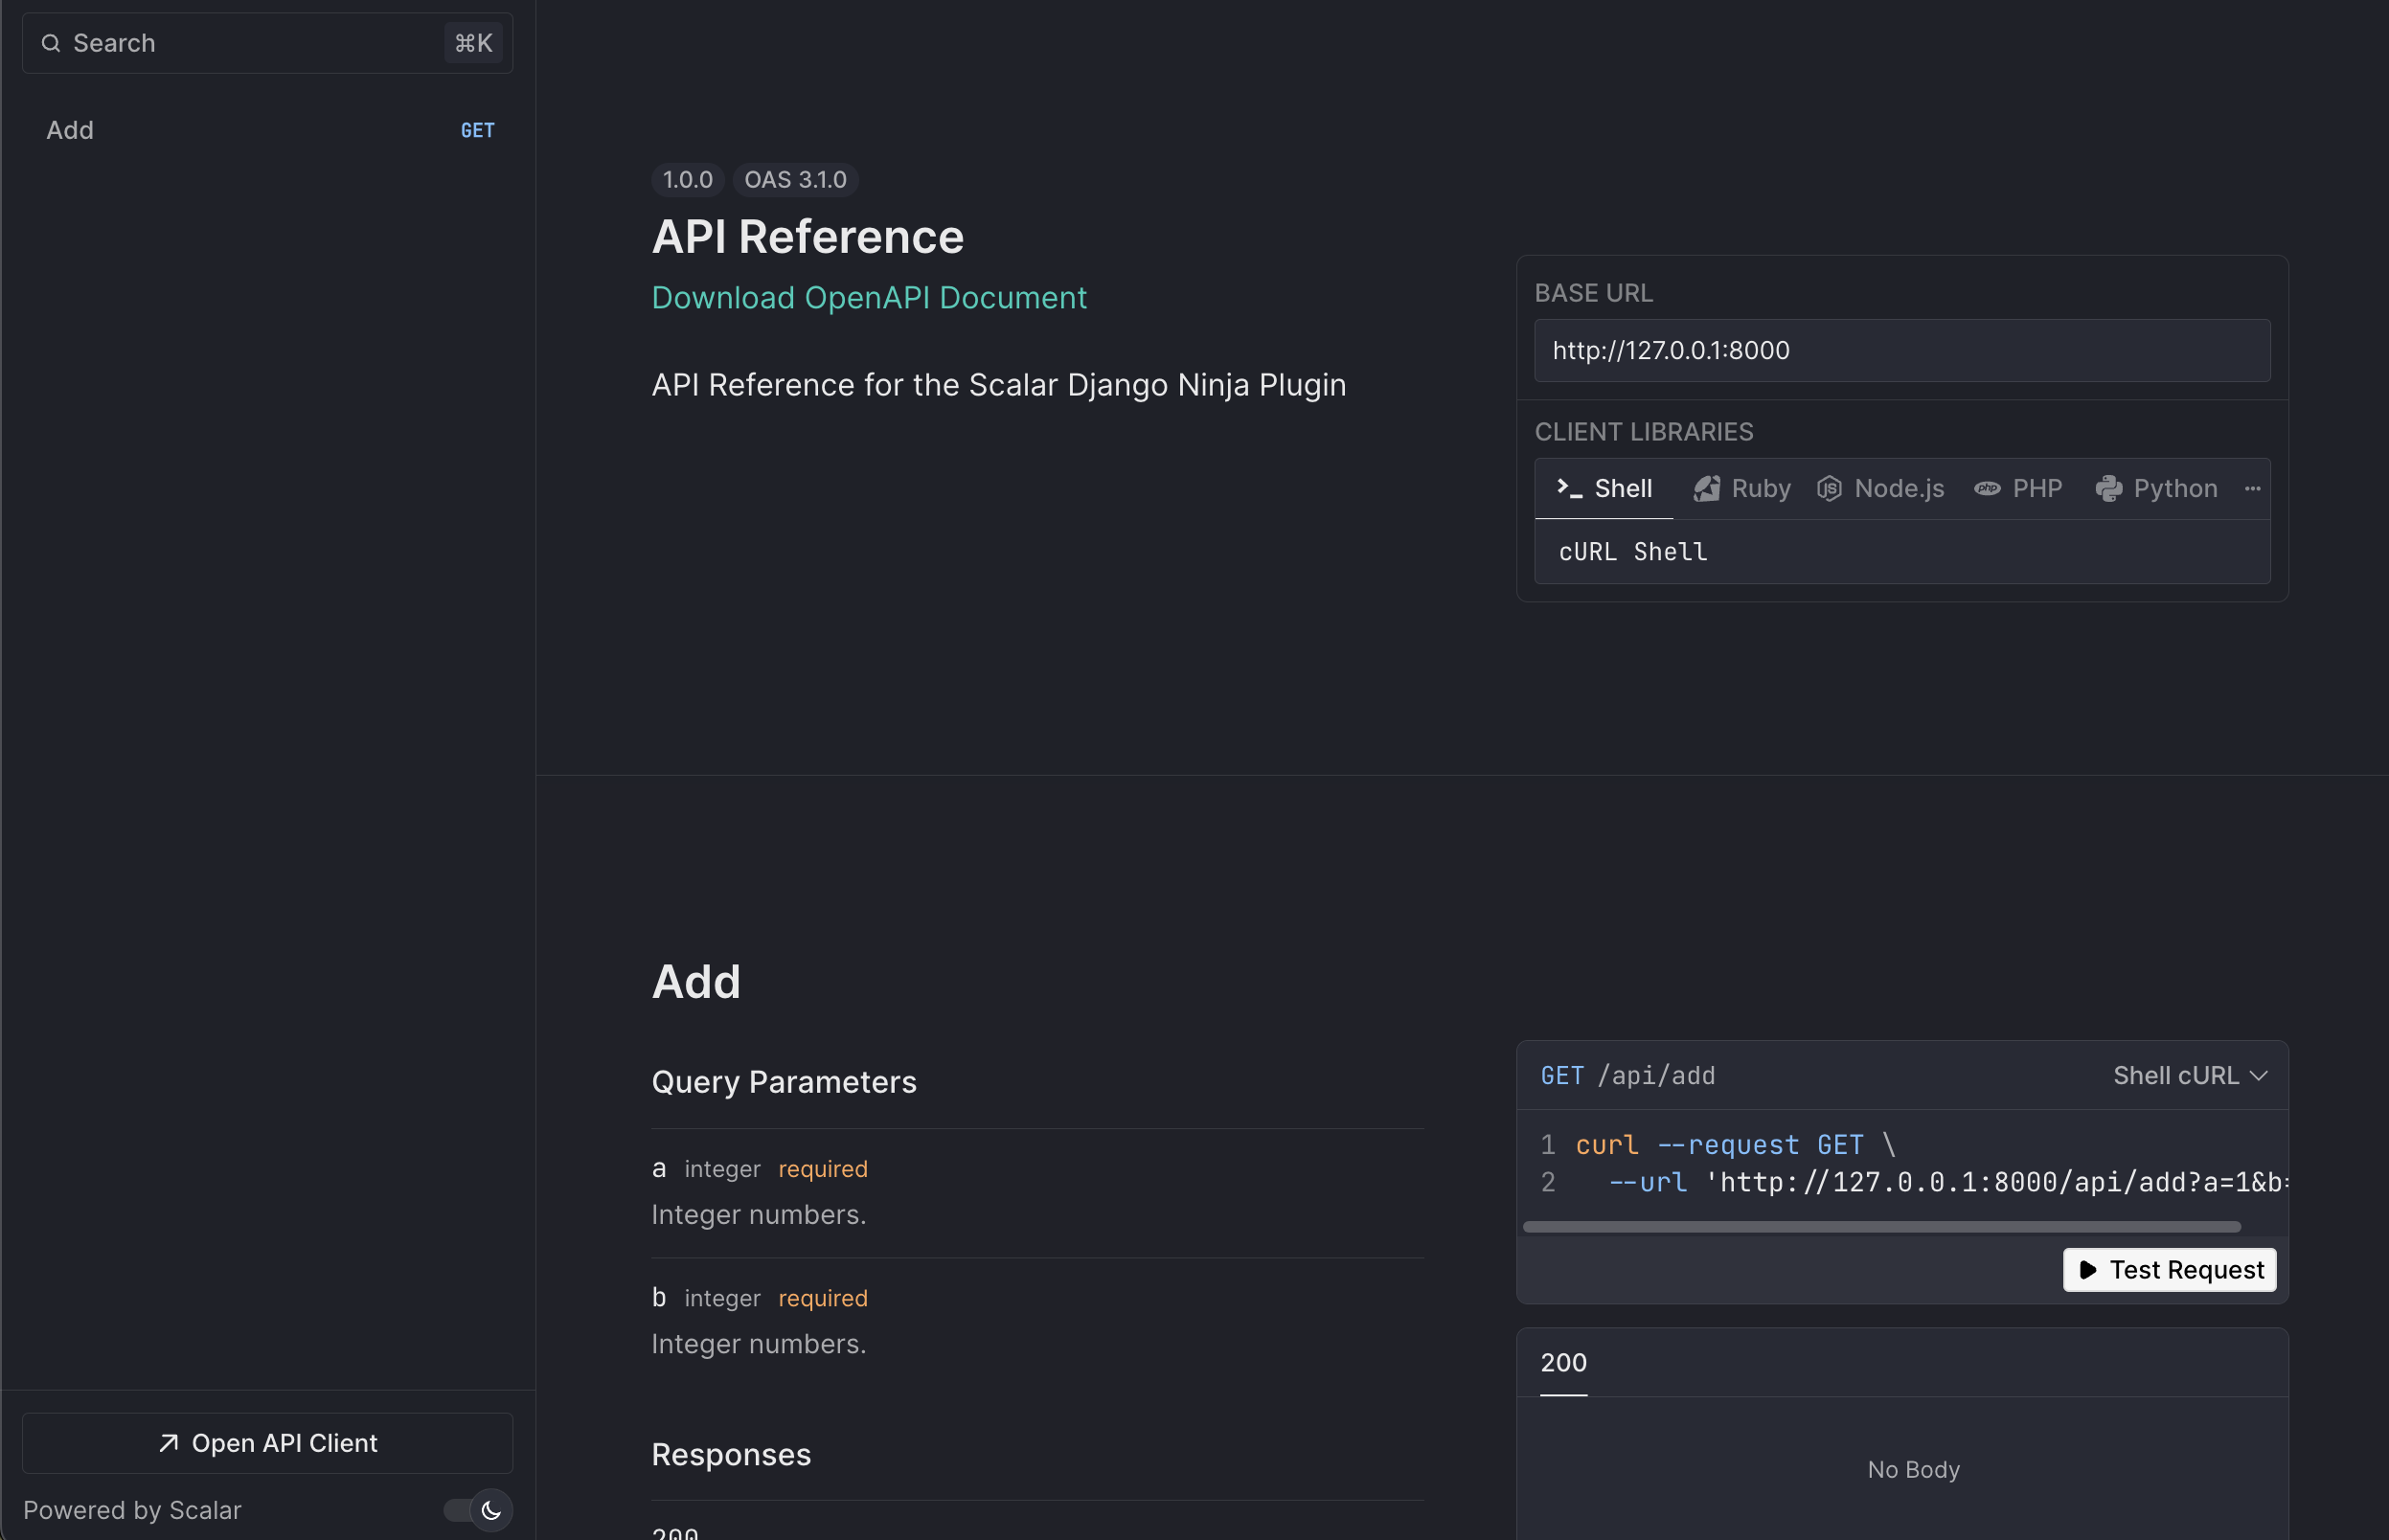 Search ⌘K
Add GET
Open API Client
Powered by Scalar
1.0.0 OAS 3.1.0
API Reference
Download OpenAPI Document
API Reference for the Scalar Django Ninja Plugin
BASE URL
http://127.0.0.1:8000
CLIENT LIBRARIES
>_ Shell Ruby JS Node.js php PHP Python ...
cURL Shell
Add
Query Parameters
a integer required
Integer numbers.
b integer required
Integer numbers.
Responses
200
GET /api/add Shell cURL
1 curl --request GET \
2 --url 'http://127.0.0.1:8000/api/add?a=1&b=
Test Request
200
No Body